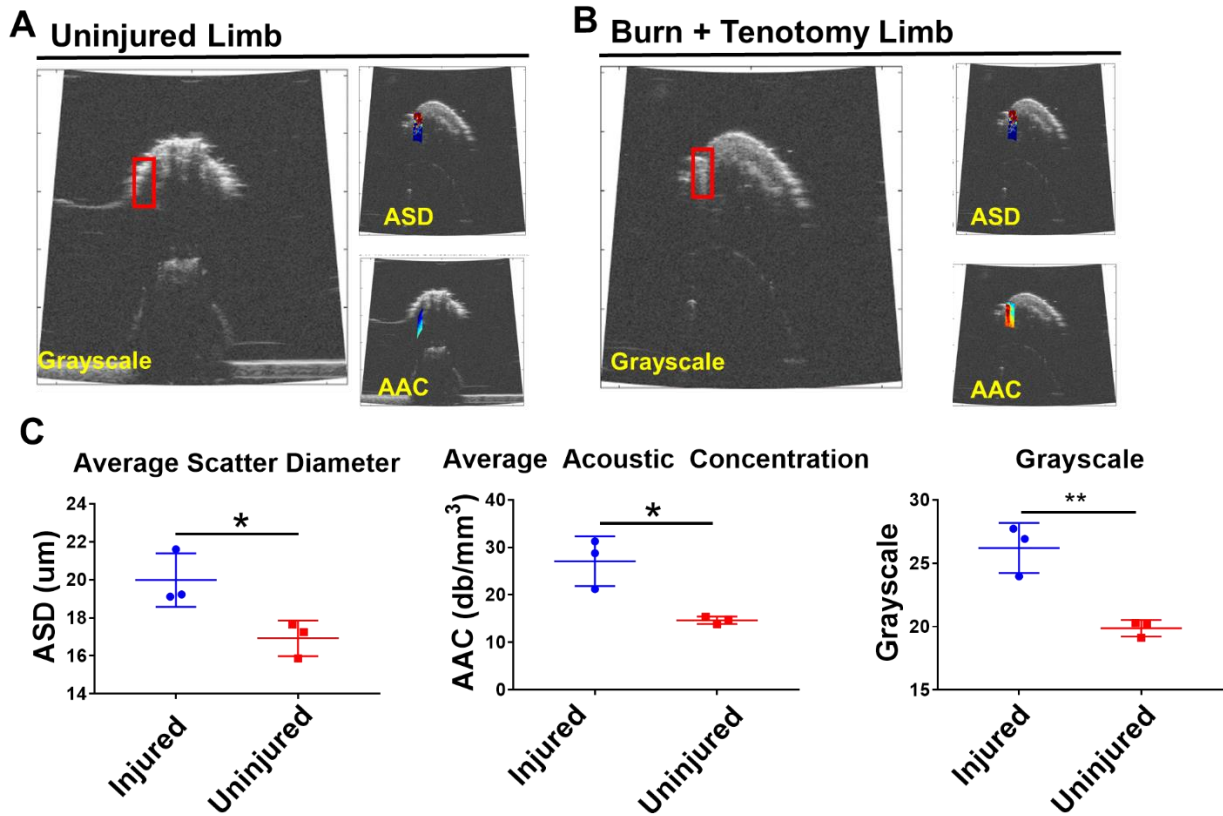 A
Uninjured Limb
ASD
Grayscale
AAC
B
Burn + Tenotomy Limb
ASD
Grayscale
AAC
C
Average Scatter Diameter
ASD (um)
24
22
20
18
16
14
*
Injured
Uninjured
Average Acoustic Concentration
AAC (db/mm³)
40
30
20
10
0
*
Injured
Uninjured
Grayscale
Grayscale
30
25
20
15
**
Injured
Uninjured